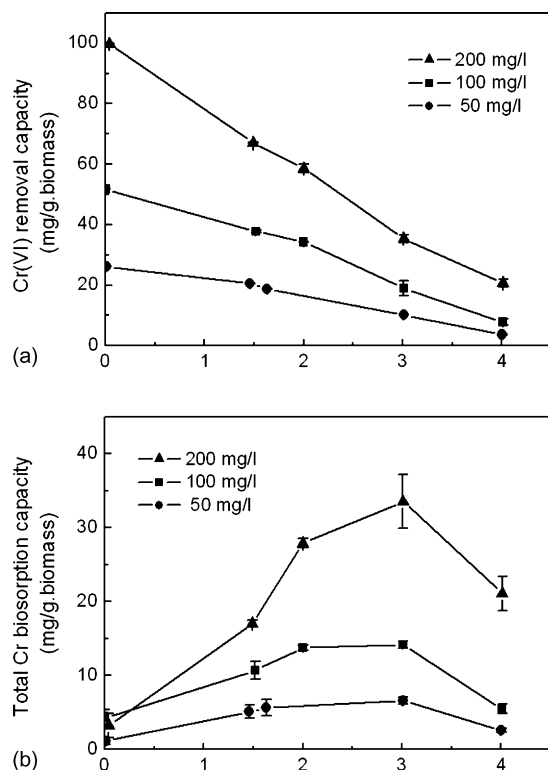 100
80
60
40
20
0
Cr(VI) removal capacity
(mg/g.biomass)
200 mg/l
100 mg/l
50 mg/l
0 1 2 3 4
(a)
40
30
20
10
0
Total Cr biosorption capacity
(mg/g.biomass)
200 mg/l
100 mg/l
50 mg/l
0 1 2 3 4
(b)